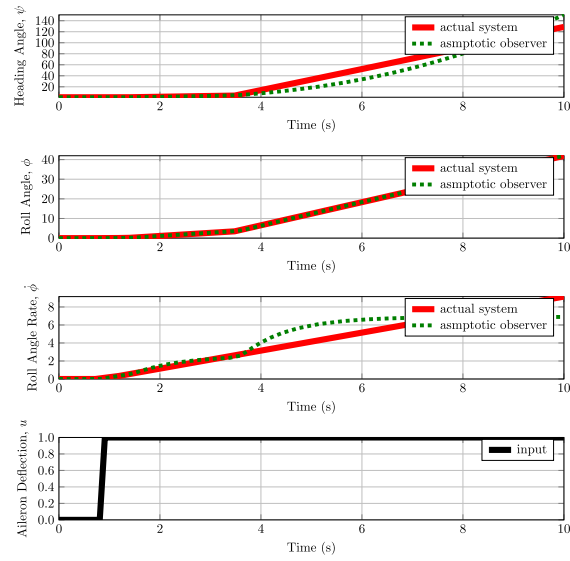 Heading Angle, ψ
140
120
100
80
60
40
20
0 2 4 6 8 10
Time (s)
actual system
asmptotic observer
Roll Angle, ϕ
40
30
20
10
0
0 2 4 6 8 10
Time (s)
actual system
asmptotic observer
Roll Angle Rate, ϕ̇
8
6
4
2
0
0 2 4 6 8 10
Time (s)
actual system
asmptotic observer
Aileron Deflection, u
1.0
0.8
0.6
0.4
0.2
0.0
0 2 4 6 8 10
Time (s)
input